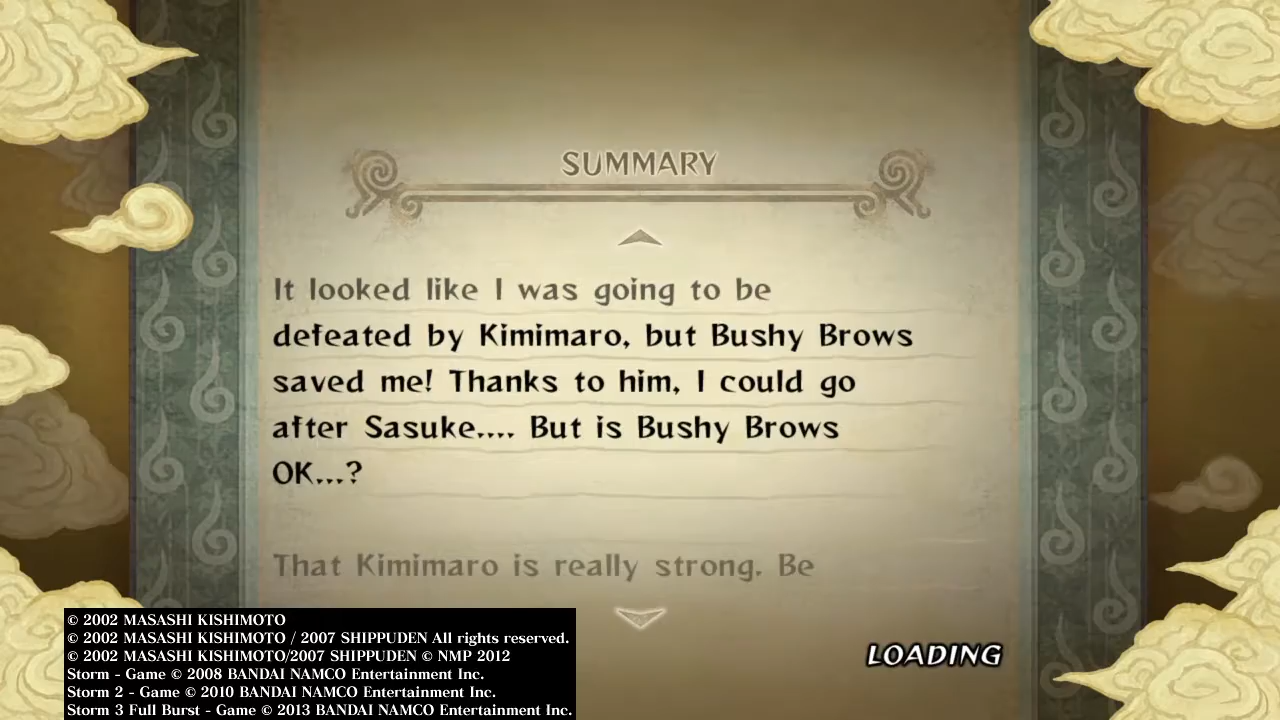 SUMMARY
It looked like I was going to be
defeated by Kimimaro, but Bushy Brows
saved me! Thanks to him, I could go
after Sasuke.... But is Bushy Brows
OK...?
That Kimimaro is really strong. Be
LOADING
© 2002 MASASHI KISHIMOTO
© 2002 MASASHI KISHIMOTO / 2007 SHIPPUDEN All rights reserved.
© 2002 MASASHI KISHIMOTO/2007 SHIPPUDEN © NMP 2012
Storm - Game © 2008 BANDAI NAMCO Entertainment Inc.
Storm 2 - Game © 2010 BANDAI NAMCO Entertainment Inc.
Storm 3 Full Burst - Game © 2013 BANDAI NAMCO Entertainment Inc.